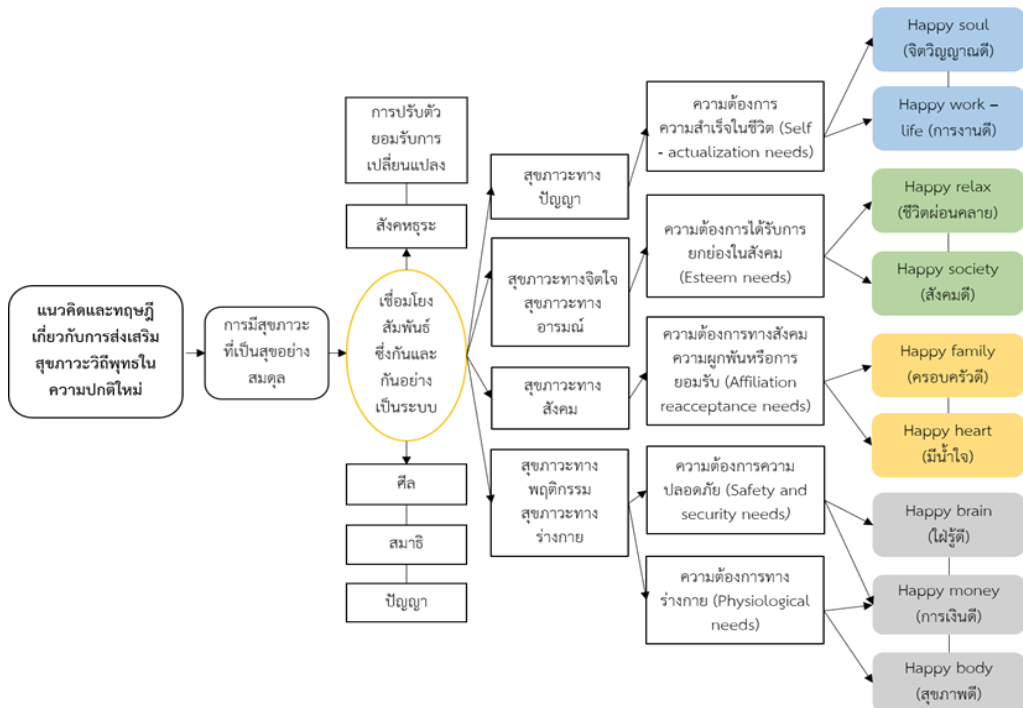 แนวคิดและทฤษฎี
เกี่ยวกับการส่งเสริม
สุขภาวะวิถีพุทธใน
ความปกติใหม่
การมีสุขภาวะ
ที่เป็นสุขอย่าง
สมดุล
การปรับตัว
ยอมรับการ
เปลี่ยนแปลง
สังคหธุระ
เชื่อมโยง
สัมพันธ์
ซึ่งกันและ
กันอย่าง
เป็นระบบ
ศีล
สมาธิ
ปัญญา
สุขภาวะทาง
ปัญญา
สุขภาวะทางจิตใจ
สุขภาวะทาง
อารมณ์
สุขภาวะทาง
สังคม
สุขภาวะทาง
พฤติกรรม
สุขภาวะทาง
ร่างกาย
ความต้องการ
ความสำเร็จในชีวิต (Self
- actualization needs)
ความต้องการได้รับการ
ยกย่องในสังคม
(Esteem needs)
ความต้องการทางสังคม
ความผูกพันหรือการ
ยอมรับ (Affiliation
reacceptance needs)
ความต้องการความ
ปลอดภัย (Safety and
security needs)
ความต้องการทาง
ร่างกาย (Physiological
needs)
Happy soul
(จิตวิญญาณดี)
Happy work –
life (การงานดี)
Happy relax
(ชีวิตผ่อนคลาย)
Happy society
(สังคมดี)
Happy family
(ครอบครัวดี)
Happy heart
(มีน้ำใจ)
Happy brain
(ใฝ่รู้ดี)
Happy money
(การเงินดี)
Happy body
(สุขภาพดี)